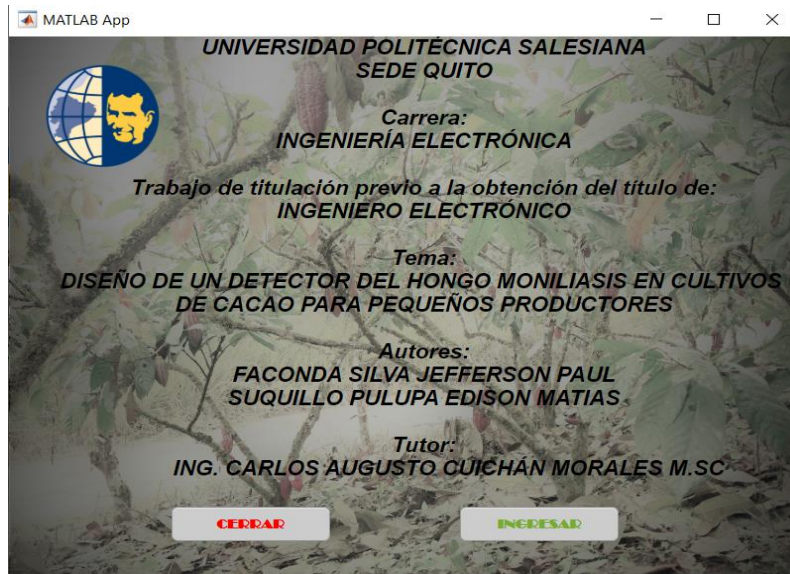 MATLAB App
UNIVERSIDAD POLITÉCNICA SALESIANA
SEDE QUITO
Carrera:
INGENIERÍA ELECTRÓNICA
Trabajo de titulación previo a la obtención del título de:
INGENIERO ELECTRÓNICO
Tema:
DISEÑO DE UN DETECTOR DEL HONGO MONILIASIS EN CULTIVOS
DE CACAO PARA PEQUEÑOS PRODUCTORES
Autores:
FACONDA SILVA JEFFERSON PAUL
SUQUILLO PULUPA EDISON MATIAS
Tutor:
ING. CARLOS AUGUSTO CUICHÁN MORALES M.SC
CERRAR INGRESAR